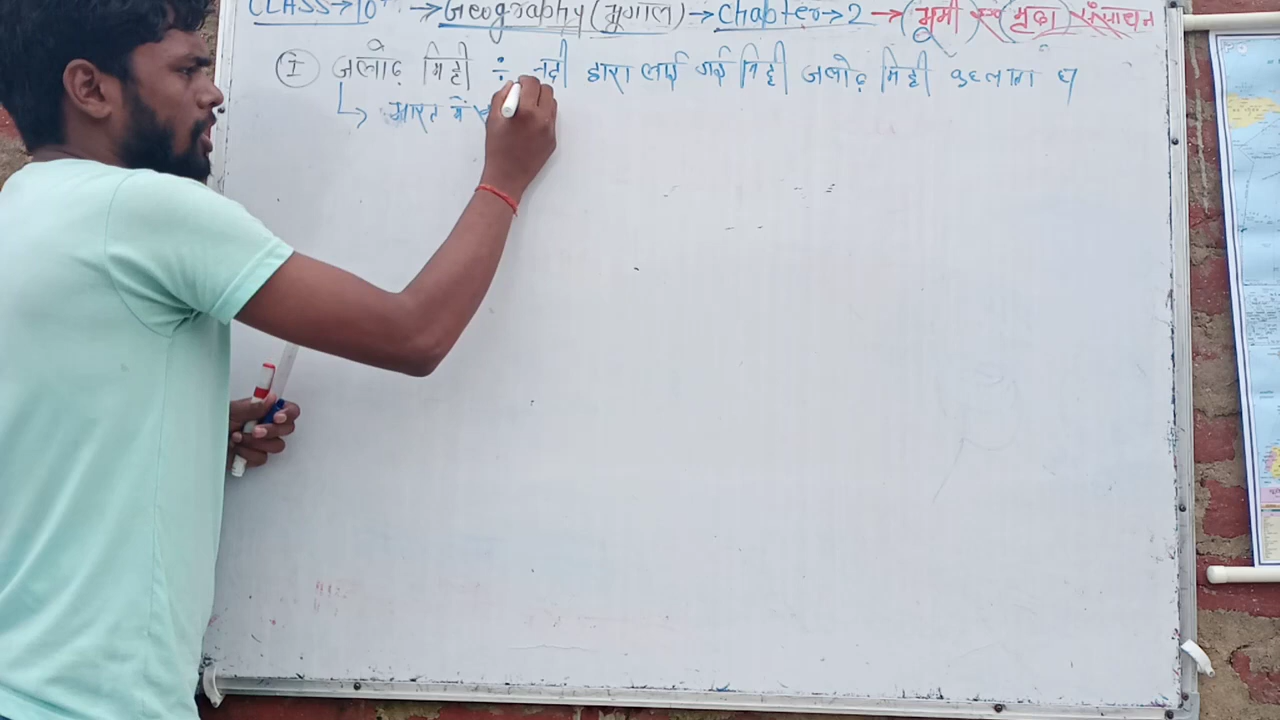 CLASS→10ᵗʰ →Geography(भूगोल)→Chapter→2 →(भूमी एवं मृदा संसाधन
(I) जलोढ़ मिट्टी ÷ नदी द्वारा लाई गई मिट्टी जलोढ़ मिट्टी कहलाता है
↳ भारत में